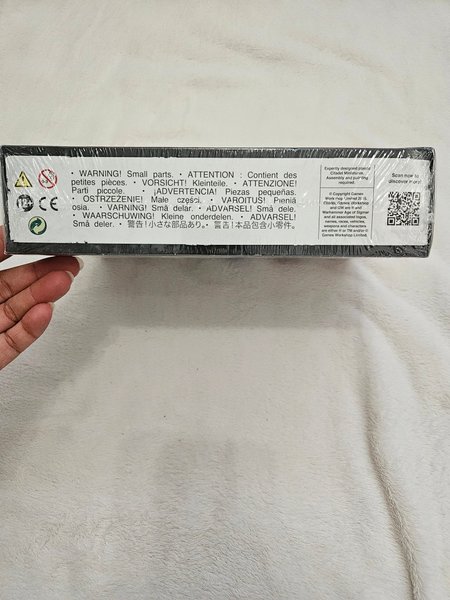 • WARNING! Small parts. • ATTENTION : Contient des
petites pièces. • VORSICHT! Kleinteile. • ATTENZIONE!
Parti piccole. • ¡ADVERTENCIA! Piezas pequeñas.
• OSTRZEŻENIE! Małe części. • VAROITUS! Pieniä
osia. • VARNING! Små delar. • ADVARSEL! Små dele.
• WAARSCHUWING! Kleine onderdelen. • ADVARSEL!
Små deler. • 警告!小さな部品あり。 • 警告!本品包含小零件。
CE
Expertly designed plastic
Citadel Miniatures.
Assembly and painting
required.
© Copyright Games
Workshop Limited
Citadel, Games Workshop
and GW and
Warhammer Age of Sigmar
and all associated logos,
names, races, vehicles,
weapons and characters
are either ® or TM and/or ©
Games Workshop Limited.
Scan now to
discover more!